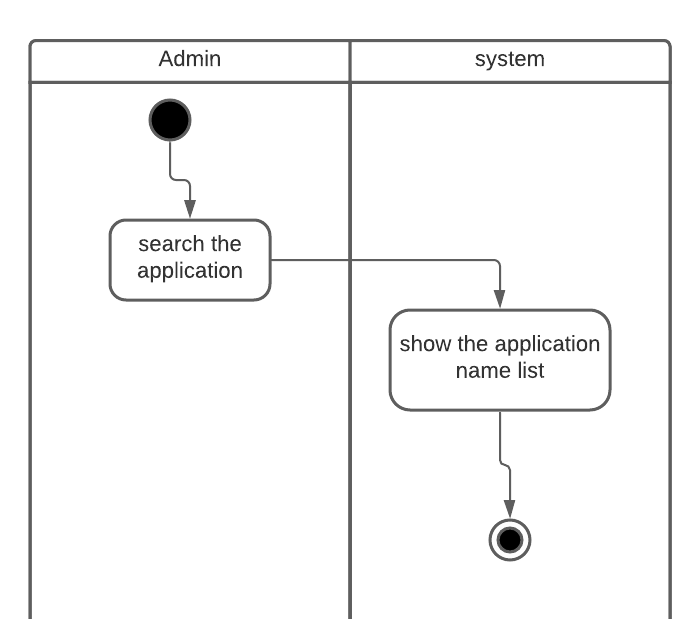 Admin
system
search the
application
show the application
name list